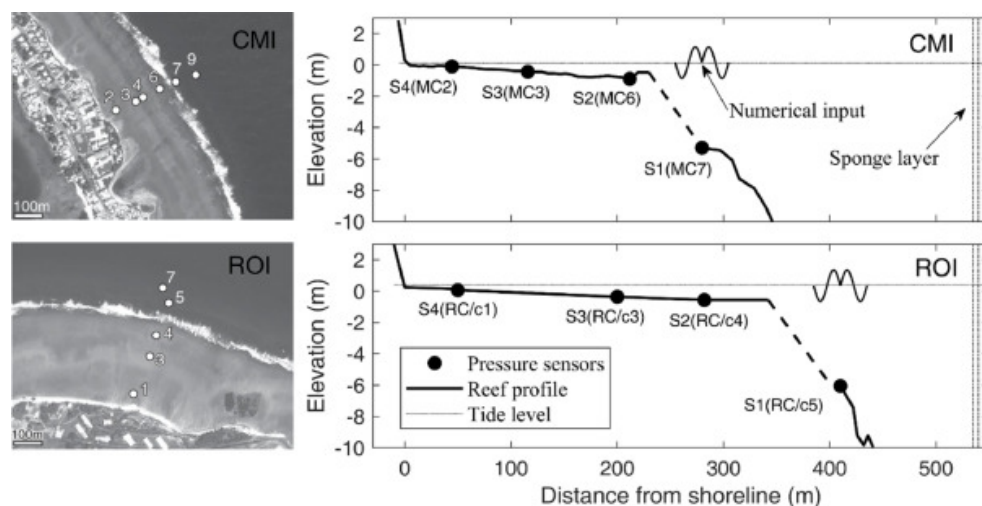 CMI
2
3
4
6
7
9
100m
ROI
7
5
4
3
1
100m
Elevation (m)
2
0
-2
-4
-6
-8
-10
CMI
S4(MC2)
S3(MC3)
S2(MC6)
S1(MC7)
Numerical input
Sponge layer
Elevation (m)
2
0
-2
-4
-6
-8
-10
ROI
S4(RC/c1)
S3(RC/c3)
S2(RC/c4)
S1(RC/c5)
Pressure sensors
Reef profile
Tide level
0 100 200 300 400 500
Distance from shoreline (m)